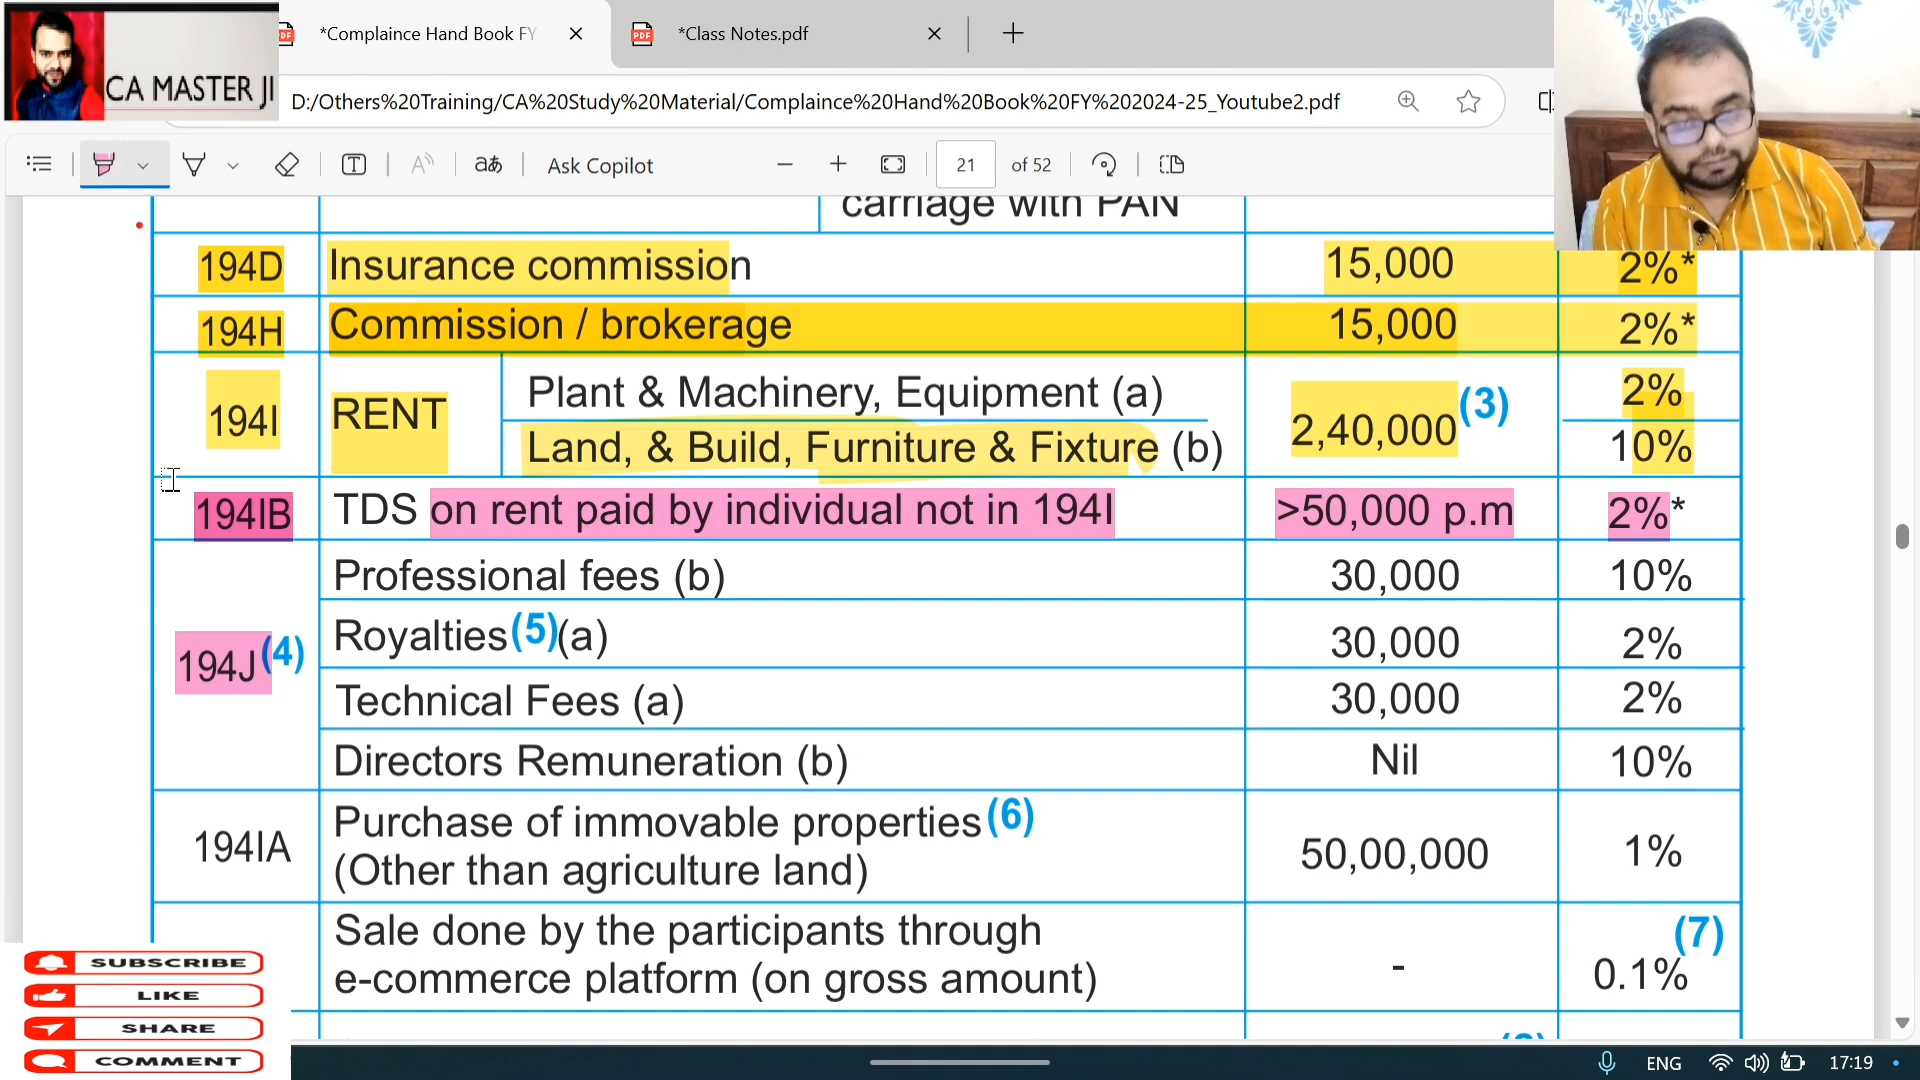 *Complaince Hand Book FY
*Class Notes.pdf
CA MASTER JI
D:/Others%20Training/CA%20Study%20Material/Complaince%20Hand%20Book%20FY%202024-25_Youtube2.pdf
Ask Copilot
21 of 52
carriage with PAN
194D Insurance commission 15,000 2%*
194H Commission / brokerage 15,000 2%*
194I RENT Plant & Machinery, Equipment (a) 2,40,000(3) 2%
Land, & Build, Furniture & Fixture (b) 10%
194IB TDS on rent paid by individual not in 194I >50,000 p.m 2%*
194J(4) Professional fees (b) 30,000 10%
Royalties(5)(a) 30,000 2%
Technical Fees (a) 30,000 2%
Directors Remuneration (b) Nil 10%
194IA Purchase of immovable properties(6)
(Other than agriculture land) 50,00,000 1%
Sale done by the participants through
e-commerce platform (on gross amount) - 0.1%(7)
SUBSCRIBE
LIKE
SHARE
COMMENT
ENG 17:19